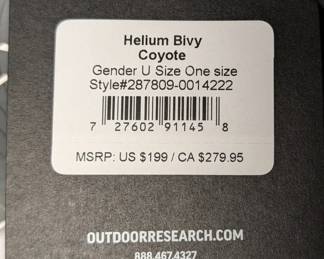 Helium Bivy
Coyote
Gender U Size One size
Style#287809-0014222
7 27602 91145 8
MSRP: US $199 / CA $279.95
OUTDOORRESEARCH.COM
888.467.4327